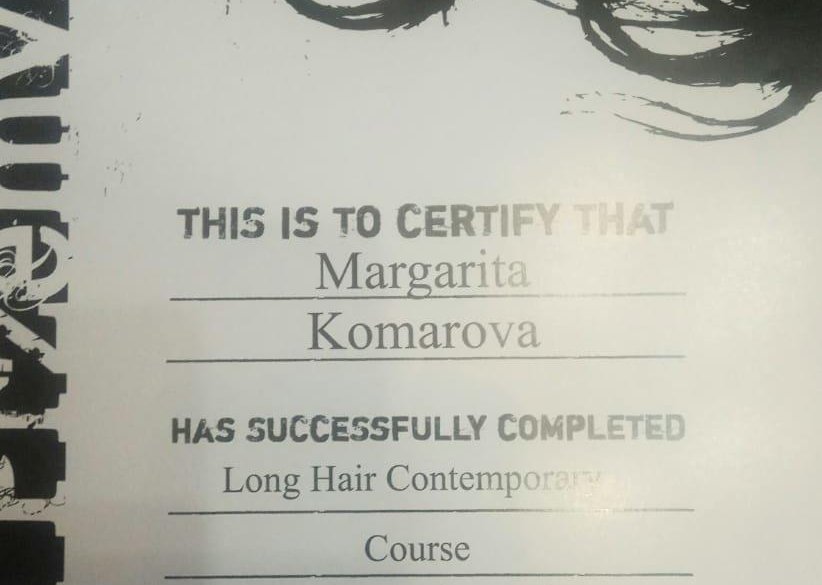 THIS IS TO CERTIFY THAT
Margarita
Komarova
HAS SUCCESSFULLY COMPLETED
Long Hair Contemporary
Course